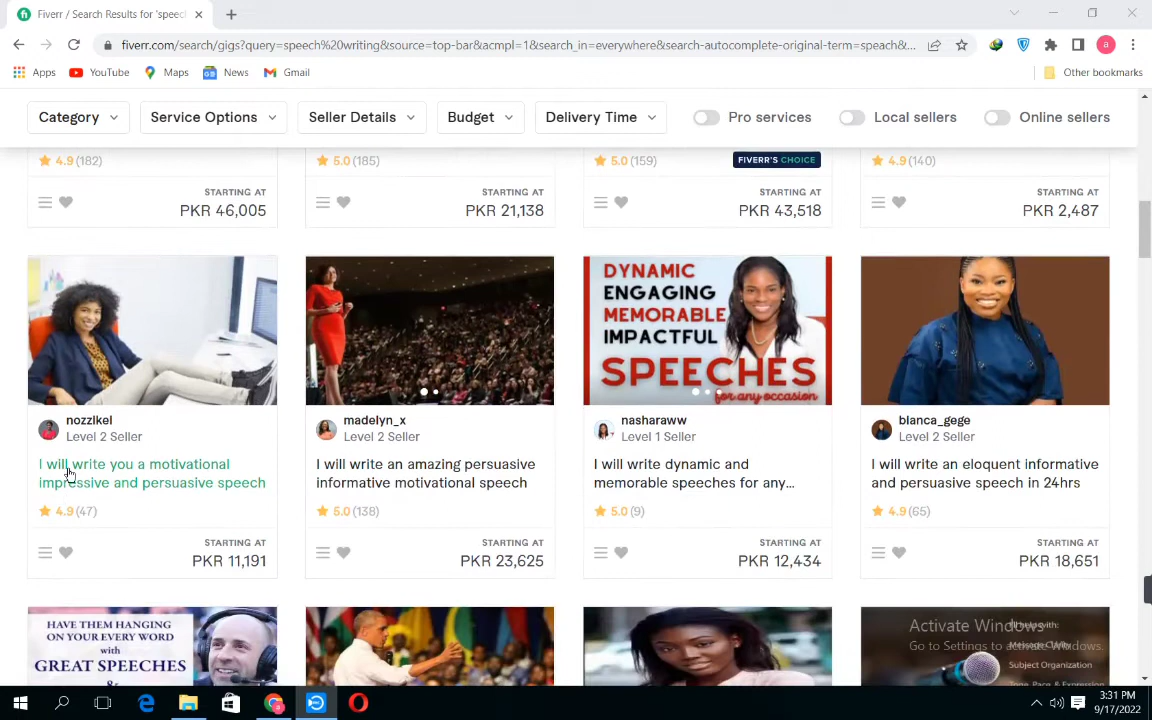 Fiverr / Search Results for 'speec
fiverr.com/search/gigs?query=speech%20writing&source=top-bar&acmpl=1&search_in=everywhere&search-autocomplete-original-term=speach&...
Apps YouTube Maps News Gmail Other bookmarks
Category Service Options Seller Details Budget Delivery Time Pro services Local sellers Online sellers
4.9 (182) 5.0 (185) 5.0 (159) FIVERR'S CHOICE 4.9 (140)
STARTING AT STARTING AT STARTING AT STARTING AT
PKR 46,005 PKR 21,138 PKR 43,518 PKR 2,487
DYNAMIC
ENGAGING
MEMORABLE
IMPACTFUL
SPEECHES
for any occasion
nozzlkel
Level 2 Seller
I will write you a motivational
impressive and persuasive speech
4.9 (47)
STARTING AT
PKR 11,191
madelyn_x
Level 2 Seller
I will write an amazing persuasive
informative motivational speech
5.0 (138)
STARTING AT
PKR 23,625
nasharaww
Level 1 Seller
I will write dynamic and
memorable speeches for any...
5.0 (9)
STARTING AT
PKR 12,434
blanca_gege
Level 2 Seller
I will write an eloquent informative
and persuasive speech in 24hrs
4.9 (65)
STARTING AT
PKR 18,651
HAVE THEM HANGING
ON YOUR EVERY WORD
with
GREAT SPEECHES
&
Activate Windows
Go to Settings to activate Windows.
Subject Organization
Tone, Pace, & Expression
3:31 PM
9/17/2022